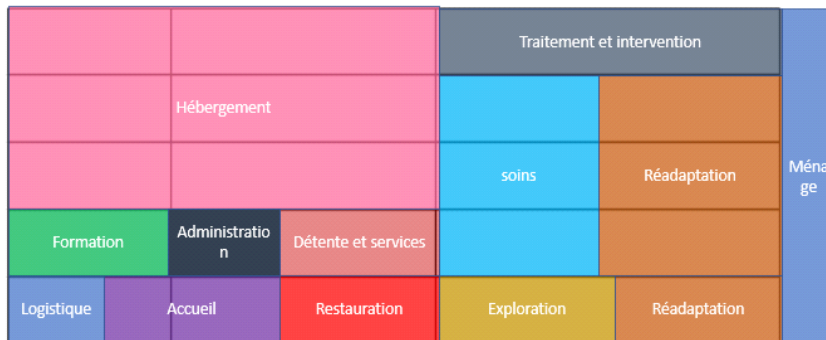 Traitement et intervention
Hébergement
soins
Réadaptation
Ména
ge
Formation
Administratio
n
Détente et services
Logistique
Accueil
Restauration
Exploration
Réadaptation